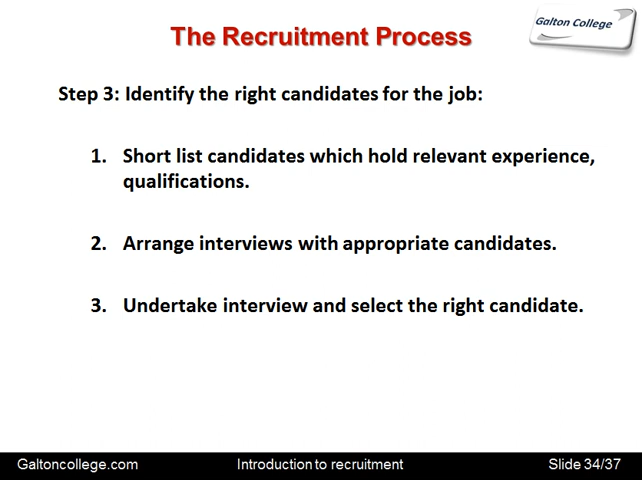 The Recruitment Process
Galton College
Step 3: Identify the right candidates for the job:
1. Short list candidates which hold relevant experience,
qualifications.
2. Arrange interviews with appropriate candidates.
3. Undertake interview and select the right candidate.
Galtoncollege.com Introduction to recruitment Slide 34/37